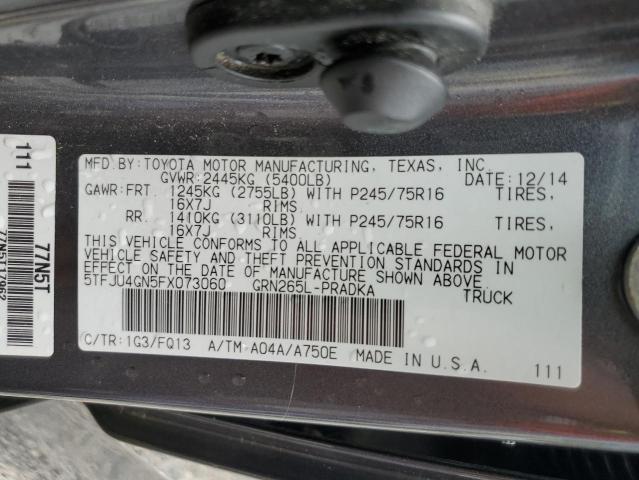 MFD.BY:TOYOTA MOTOR MANUFACTURING, TEXAS, INC
GVWR:2445KG (5400LB) DATE:12/14
GAWR:FRT 1245KG (2755LB) WITH P245/75R16 TIRES,
16X7J RIMS
RR. 1410KG (3110LB) WITH P245/75R16 TIRES,
16X7J RIMS
THIS VEHICLE CONFORMS TO ALL APPLICABLE FEDERAL MOTOR
VEHICLE SAFETY AND THEFT PREVENTION STANDARDS IN
EFFECT ON THE DATE OF MANUFACTURE SHOWN ABOVE.
5TFJU4GN5FX073060 GRN265L-PRADKA TRUCK
C/TR:1G3/FQ13 A/TM-A04A/A750E MADE IN U.S.A.
111
111
77N5T